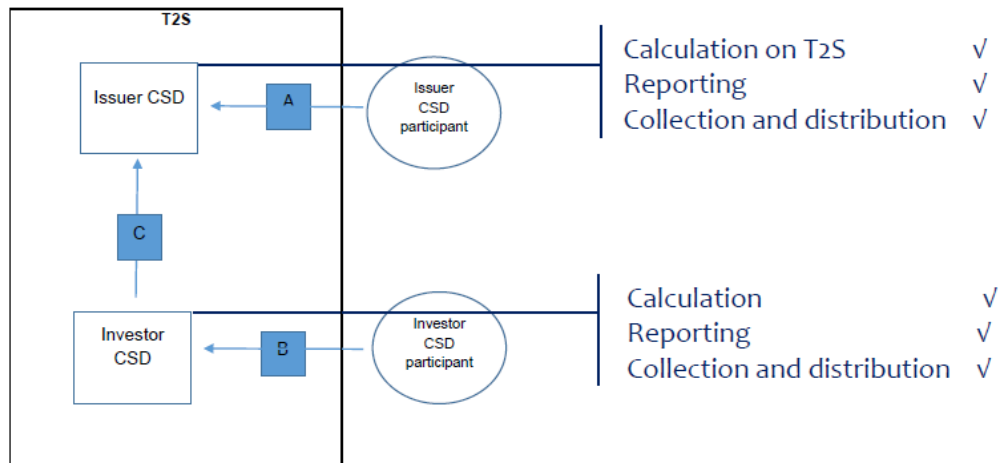 T2S
Issuer CSD
A
Issuer
CSD
participant
Calculation on T2S √
Reporting √
Collection and distribution √
C
Investor
CSD
B
Investor
CSD
participant
Calculation √
Reporting √
Collection and distribution √